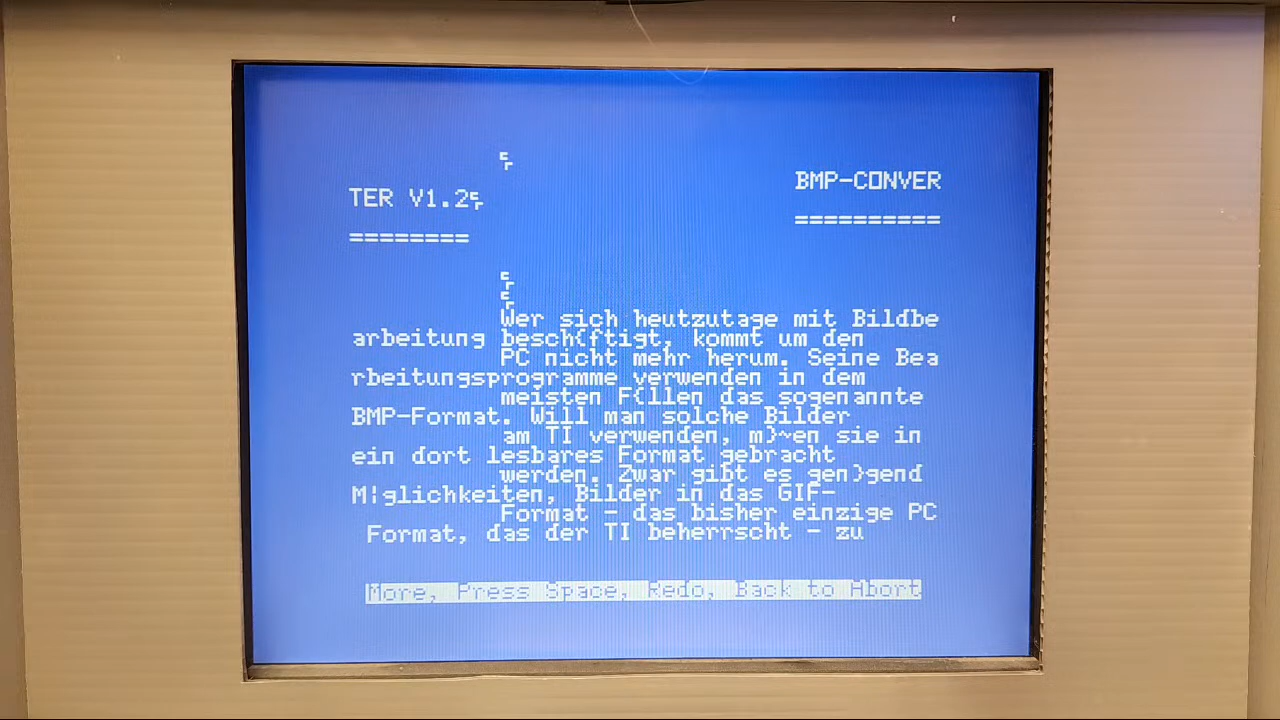 ␍
BMP-CONVER
TER V1.2␍
==========
========
␍
␍
Wer sich heutzutage mit Bildbe
arbeitung besch{ftigt, kommt um den
PC nicht mehr herum. Seine Bea
rbeitungsprogramme verwenden in dem
meisten F{llen das sogenannte
BMP-Format. Will man solche Bilder
am TI verwenden, m}~en sie in
ein dort lesbares Format gebracht
werden. Zwar gibt es gen}gend
M|glichkeiten, Bilder in das GIF-
Format - das bisher einzige PC
Format, das der TI beherrscht - zu
More, Press Space, Redo, Back to Abort